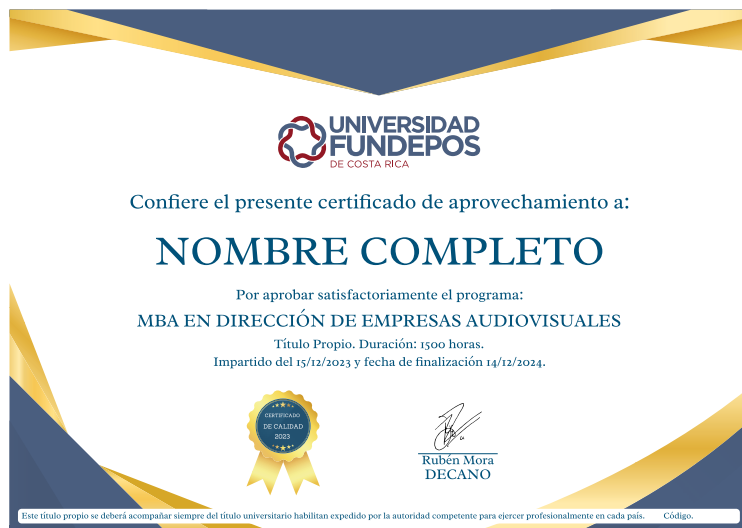 UNIVERSIDAD
FUNDEPOS
DE COSTA RICA
Confiere el presente certificado de aprovechamiento a:
NOMBRE COMPLETO
Por aprobar satisfactoriamente el programa:
MBA EN DIRECCIÓN DE EMPRESAS AUDIOVISUALES
Título Propio. Duración: 1500 horas.
Impartido del 15/12/2023 y fecha de finalización 14/12/2024.
CERTIFICADO
DE CALIDAD
2023
Rubén Mora
DECANO
Este título propio se deberá acompañar siempre del título universitario habilitan expedido por la autoridad competente para ejercer profesionalmente en cada país. Código.